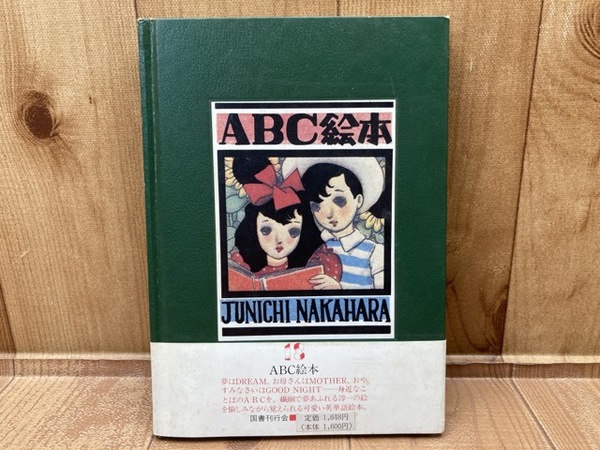 ABC絵本
JUNICHI NAKAHARA
18
ABC絵本
夢はDREAM、お母さんはMOTHER、おや
すみなさいはGOOD NIGHT……身近なこ
とばのABCを、繊細で夢あふれる淳一の絵
を愉しみながら覚えられる可愛い英単語絵本。
国書刊行会■ 定価 1,648円
(本体 1,600円)